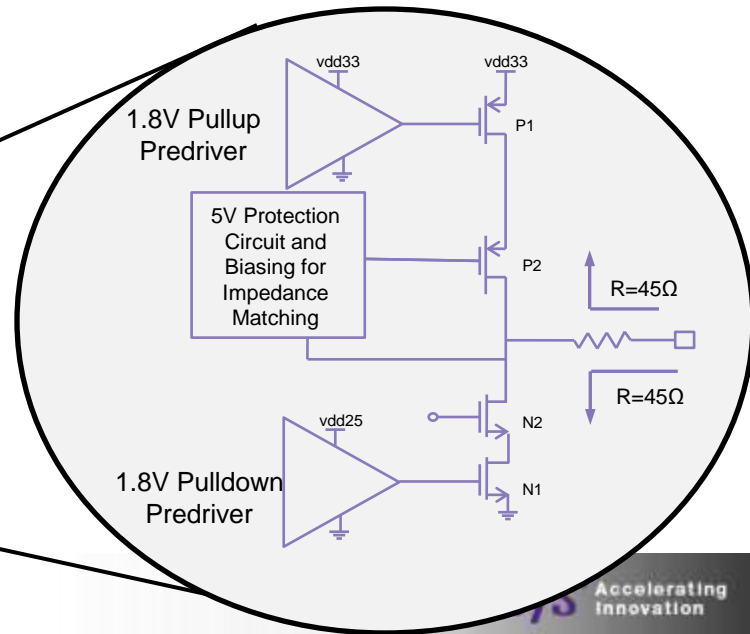 vdd33
vdd33
1.8V Pullup
Predriver
P1
5V Protection
Circuit and
Biasing for
Impedance
Matching
P2
R=45Ω
R=45Ω
N2
vdd25
1.8V Pulldown
Predriver
N1
Accelerating
Innovation